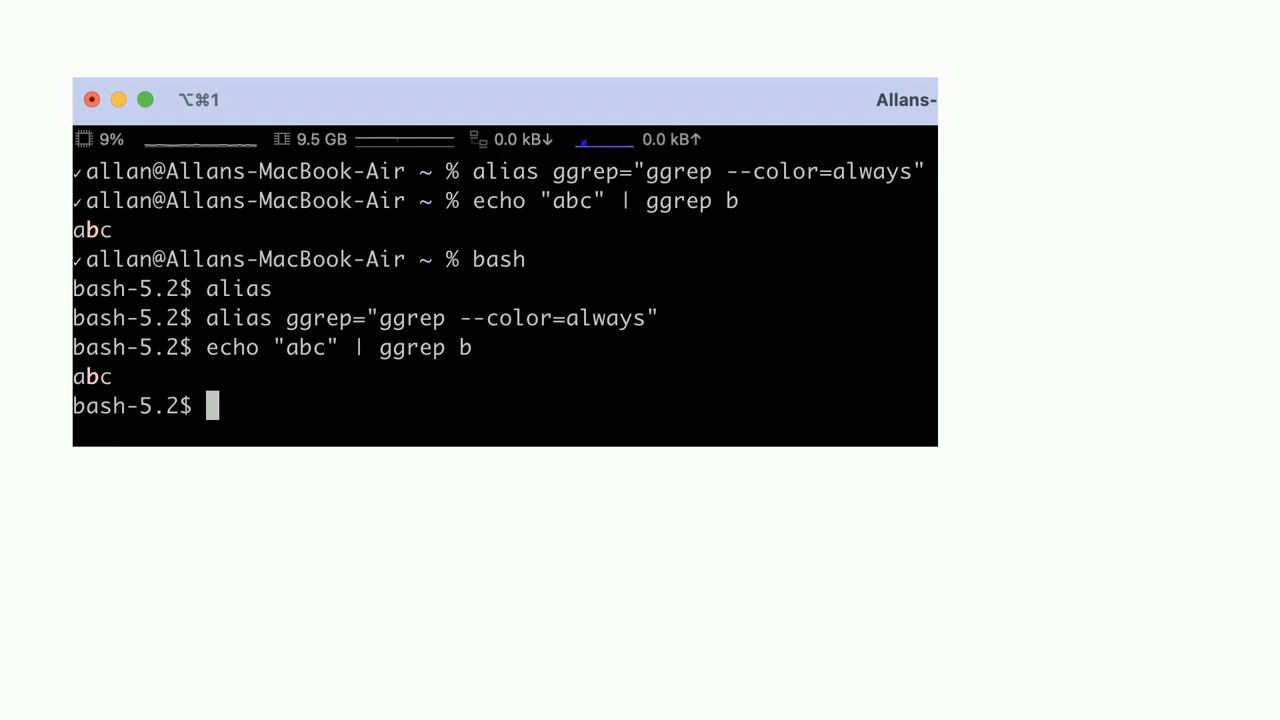 ⌥⌘1 Allans-
9% 9.5 GB 0.0 kB↓ 0.0 kB↑
✓allan@Allans-MacBook-Air ~ % alias ggrep="ggrep --color=always"
✓allan@Allans-MacBook-Air ~ % echo "abc" | ggrep b
abc
✓allan@Allans-MacBook-Air ~ % bash
bash-5.2$ alias
bash-5.2$ alias ggrep="ggrep --color=always"
bash-5.2$ echo "abc" | ggrep b
abc
bash-5.2$